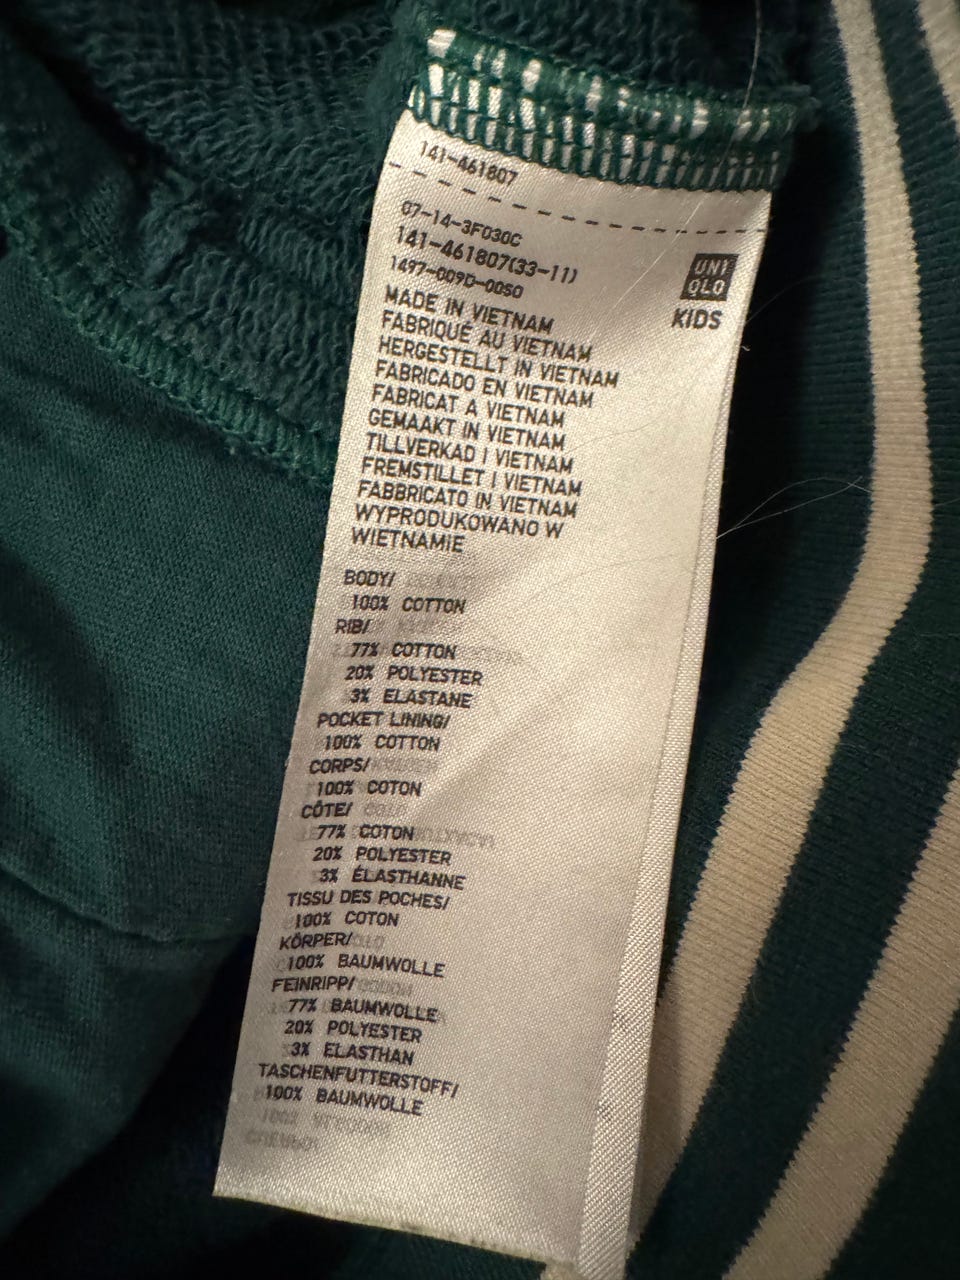 141-461807
07-14-3F030C
141-461807(33-11)
1497-009D-00SO
UNI
QLO
KIDS
MADE IN VIETNAM
FABRIQUÉ AU VIETNAM
HERGESTELLT IN VIETNAM
FABRICADO EN VIETNAM
FABRICAT A VIETNAM
GEMAAKT IN VIETNAM
TILLVERKAD I VIETNAM
FREMSTILLET I VIETNAM
FABBRICATO IN VIETNAM
WYPRODUKOWANO W
WIETNAMIE
BODY/
100% COTTON
RIB/
77% COTTON
20% POLYESTER
3% ELASTANE
POCKET LINING/
100% COTTON
CORPS/
100% COTON
CÔTE/
77% COTON
20% POLYESTER
3% ÉLASTHANNE
TISSU DES POCHES/
100% COTON
KÖRPER/
100% BAUMWOLLE
FEINRIPP/
77% BAUMWOLLE
20% POLYESTER
3% ELASTHAN
TASCHENFUTTERSTOFF/
100% BAUMWOLLE